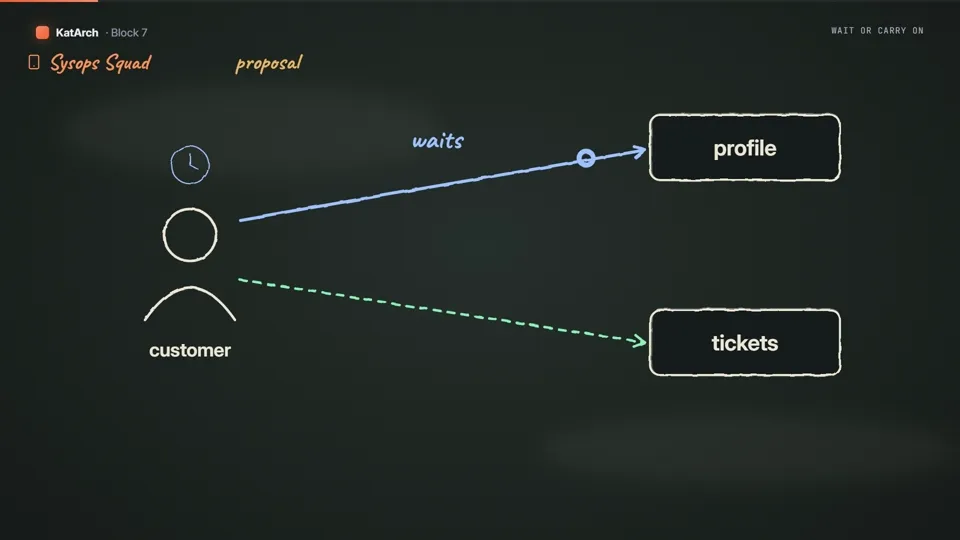 KatArch · Block 7
WAIT OR CARRY ON
Sysops Squad
proposal
waits
profile
customer
tickets